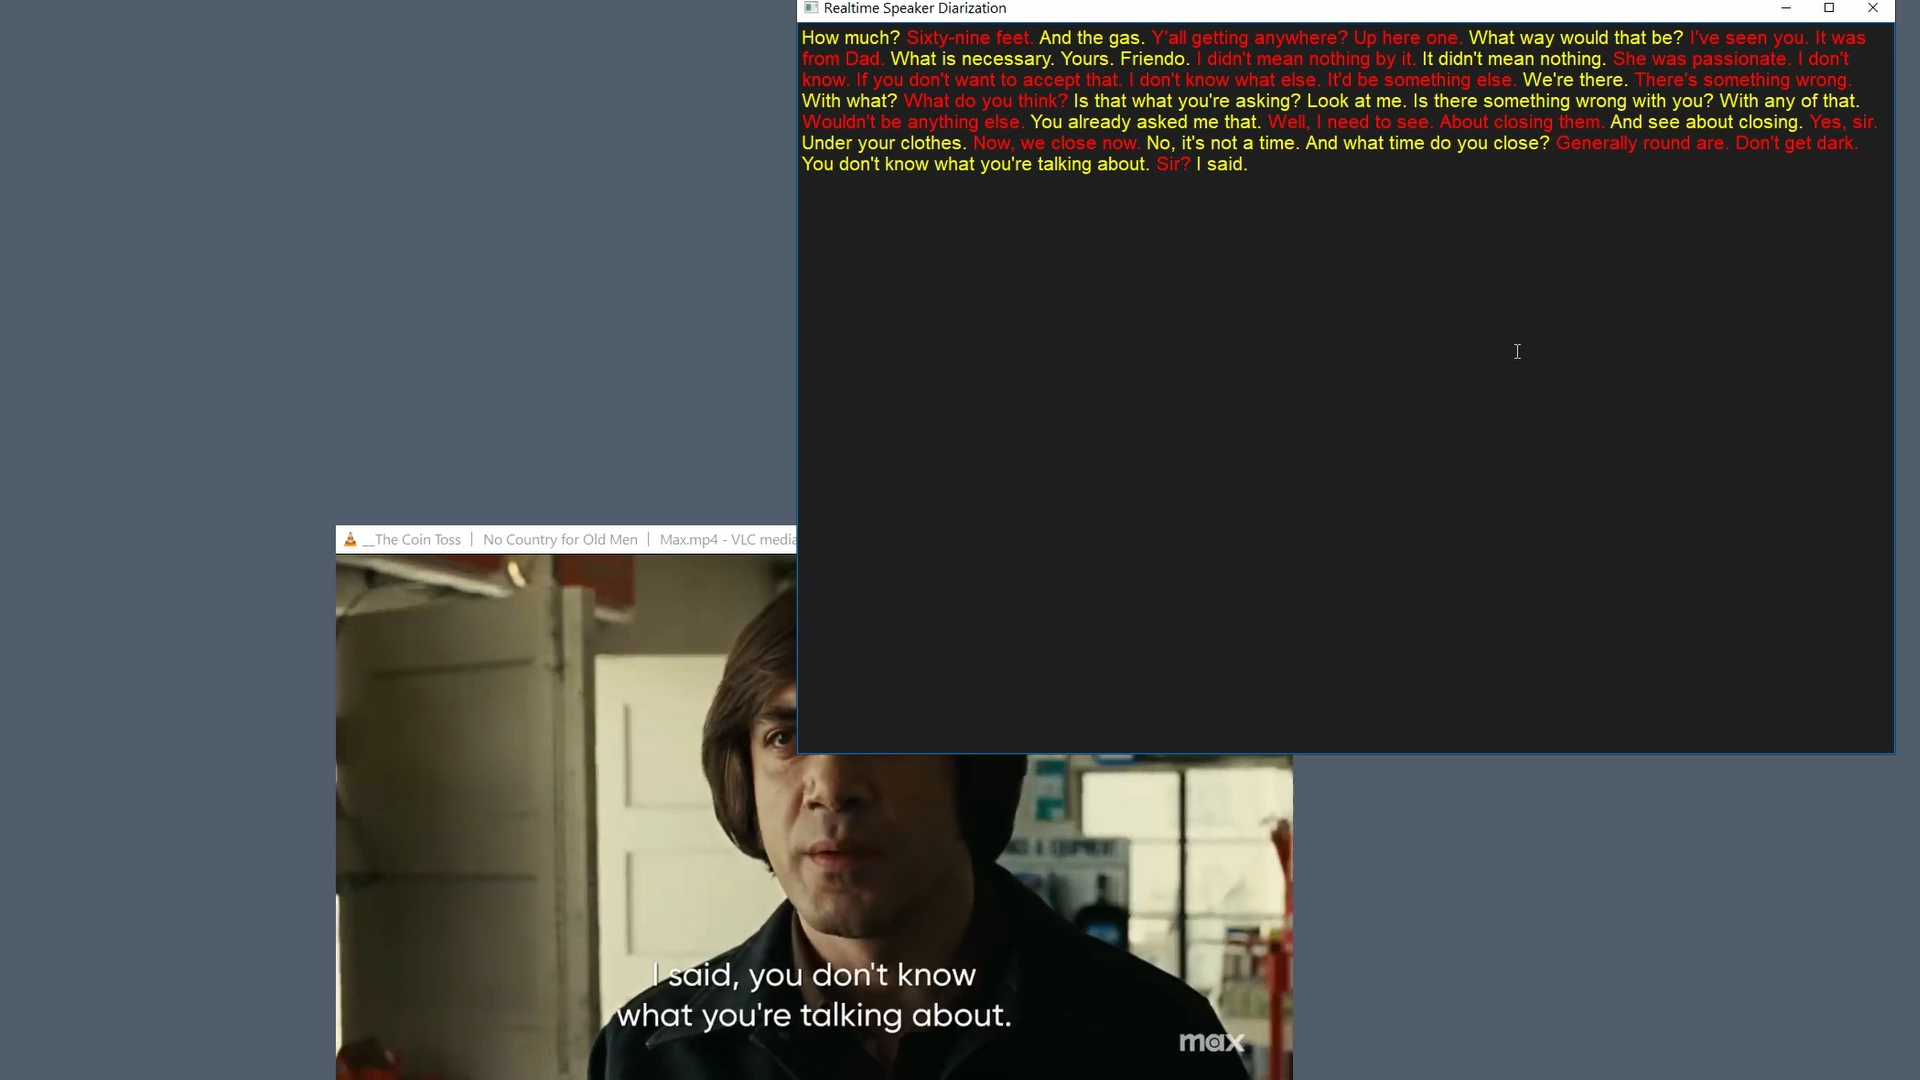 Realtime Speaker Diarization
How much? Sixty-nine feet. And the gas. Y'all getting anywhere? Up here one. What way would that be? I've seen you. It was
from Dad. What is necessary. Yours. Friendo. I didn't mean nothing by it. It didn't mean nothing. She was passionate. I don't
know. If you don't want to accept that. I don't know what else. It'd be something else. We're there. There's something wrong.
With what? What do you think? Is that what you're asking? Look at me. Is there something wrong with you? With any of that.
Wouldn't be anything else. You already asked me that. Well, I need to see. About closing them. And see about closing. Yes, sir.
Under your clothes. Now, we close now. No, it's not a time. And what time do you close? Generally round are. Don't get dark.
You don't know what you're talking about. Sir? I said.
__The Coin Toss | No Country for Old Men | Max.mp4 - VLC media
& EQUIPMENT
I said, you don't know
what you're talking about.
max